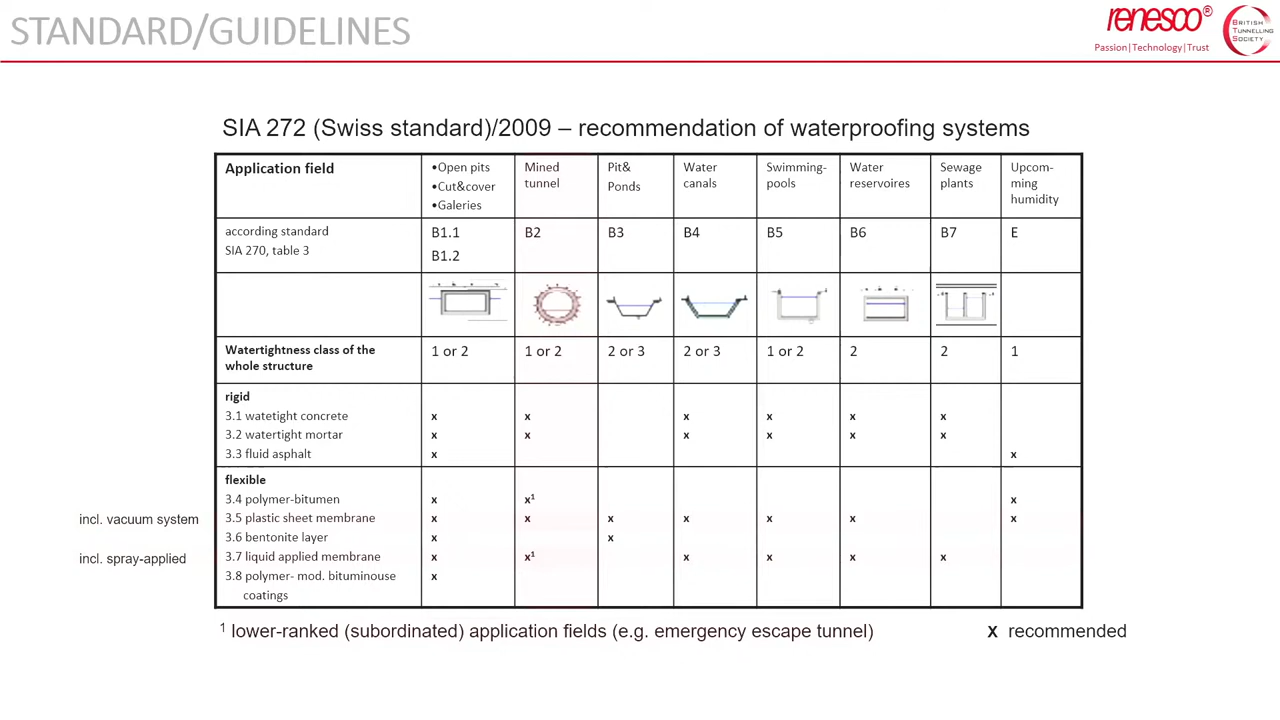 STANDARD/GUIDELINES
renesco®
Passion|Technology|Trust
BRITISH
TUNNELLING
SOCIETY
SIA 272 (Swiss standard)/2009 – recommendation of waterproofing systems
Application field
•Open pits
•Cut&cover
•Galeries
Mined
tunnel
Pit&
Ponds
Water
canals
Swimming-
pools
Water
reservoires
Sewage
plants
Upcom-
ming
humidity
according standard
SIA 270, table 3
B1.1
B1.2
B2
B3
B4
B5
B6
B7
E
Watertightness class of the
whole structure
1 or 2
1 or 2
2 or 3
2 or 3
1 or 2
2
2
1
rigid
3.1 watetight concrete x x x x x x
3.2 watertight mortar x x x x x x
3.3 fluid asphalt x x
flexible
3.4 polymer-bitumen x x¹ x
incl. vacuum system 3.5 plastic sheet membrane x x x x x x x
3.6 bentonite layer x x
incl. spray-applied 3.7 liquid applied membrane x x¹ x x x x
3.8 polymer- mod. bituminouse x
coatings
¹ lower-ranked (subordinated) application fields (e.g. emergency escape tunnel) x recommended